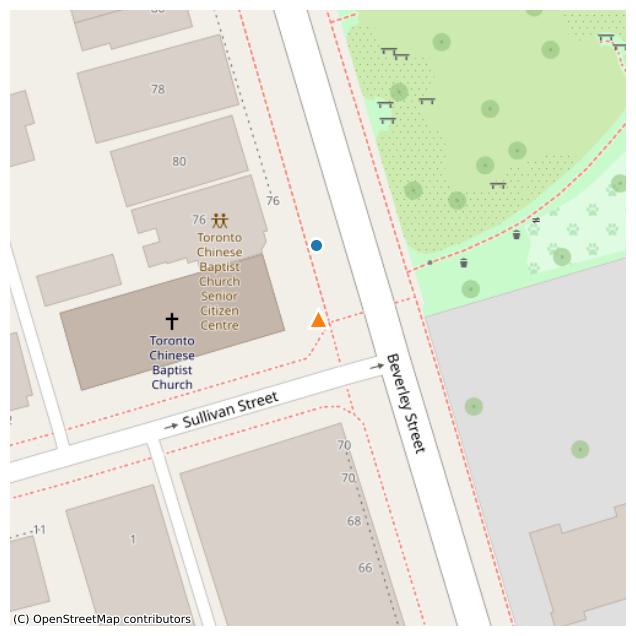 78
80
76
76
Toronto
Chinese
Baptist
Church
Senior
Citizen
Centre
Toronto
Chinese
Baptist
Church
Sullivan Street
Beverley Street
70
70
68
66
11
1
(C) OpenStreetMap contributors